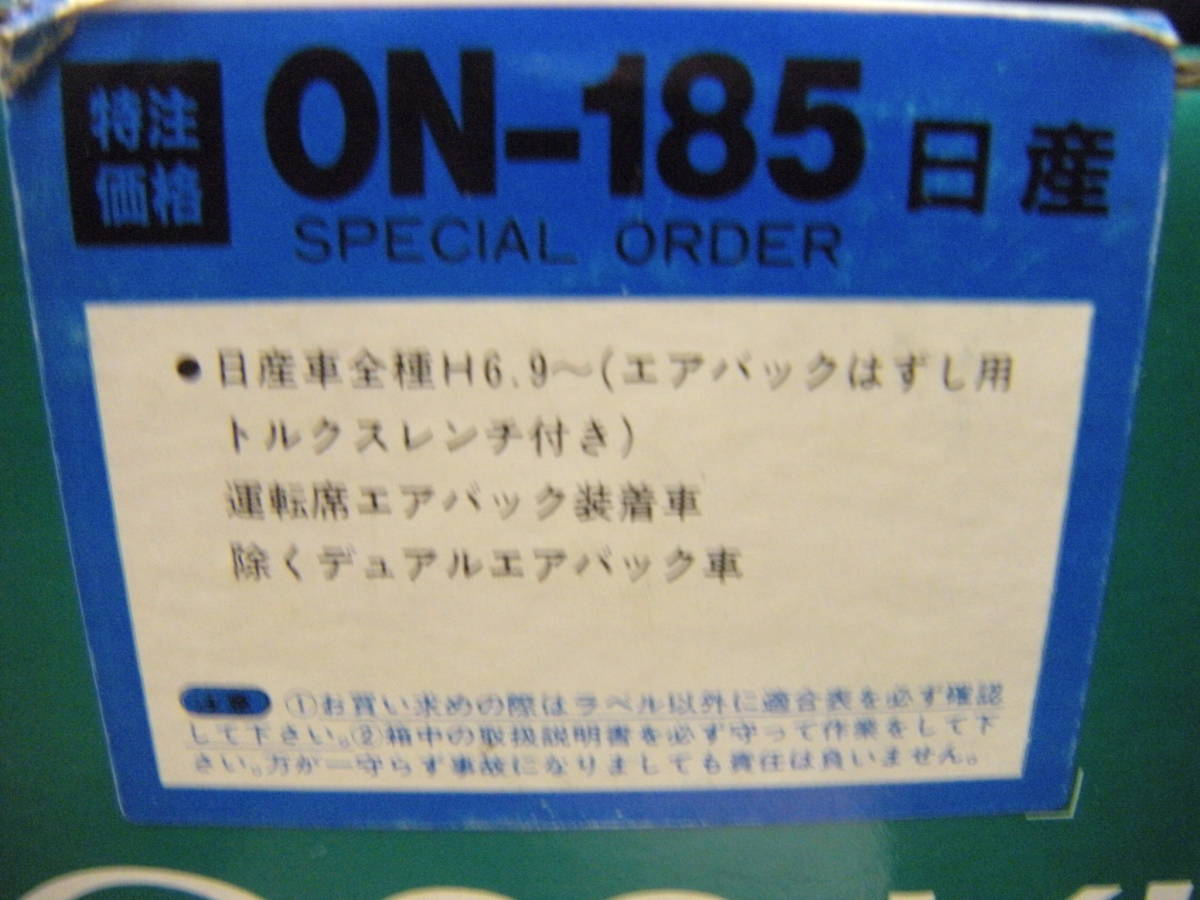 特注
価格
ON-185 日産
SPECIAL ORDER
●日産車全種H6.9〜(エアバックはずし用
トルクスレンチ付き)
運転席エアバック装着車
除くデュアルエアバック車
注意 ①お買い求めの際はラベル以外に適合表を必ず確認
して下さい。②箱中の取扱説明書を必ず守って作業をして下
さい。万が一守らず事故になりましても責任は良いません。